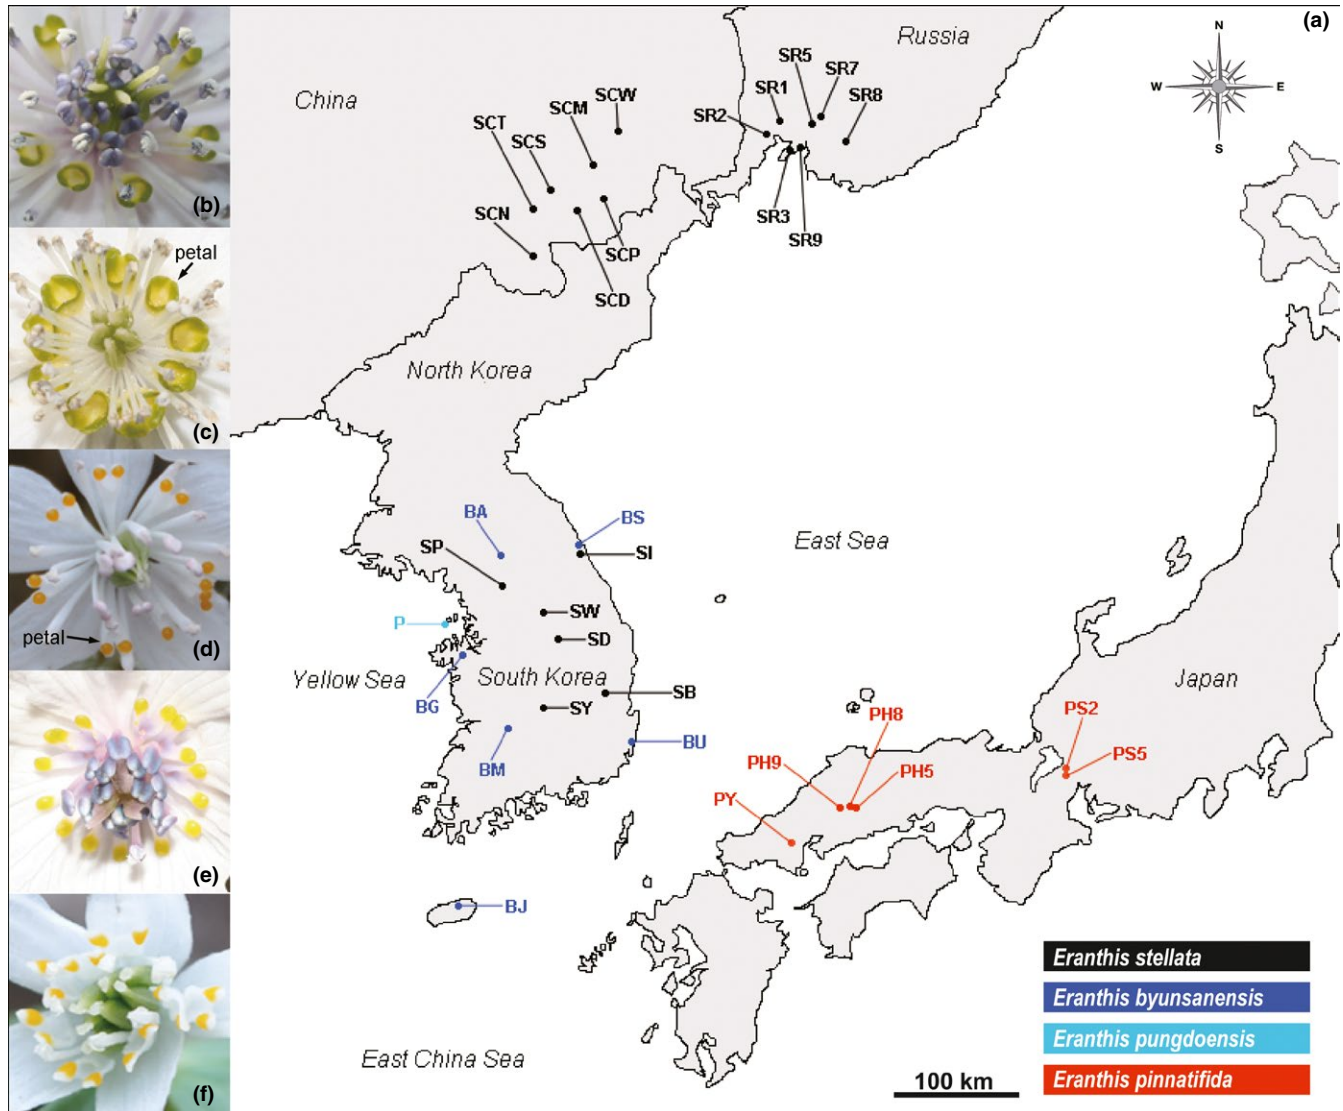 (a)
N
W
E
S
Russia
China
SR5
SR7
SR1
SR8
SR2
SCW
SCM
SCT
SCS
SCN
SR3
SR9
SCP
SCD
North Korea
BA
BS
SP
SI
East Sea
SW
P
SD
Yellow Sea
South Korea
SB
BG
SY
BU
BM
Japan
PS2
PH8
PS5
PH9
PH5
PY
BJ
East China Sea
100 km
Eranthis stellata
Eranthis byunsanensis
Eranthis pungdoensis
Eranthis pinnatifida
(b)
petal
(c)
petal
(d)
(e)
(f)